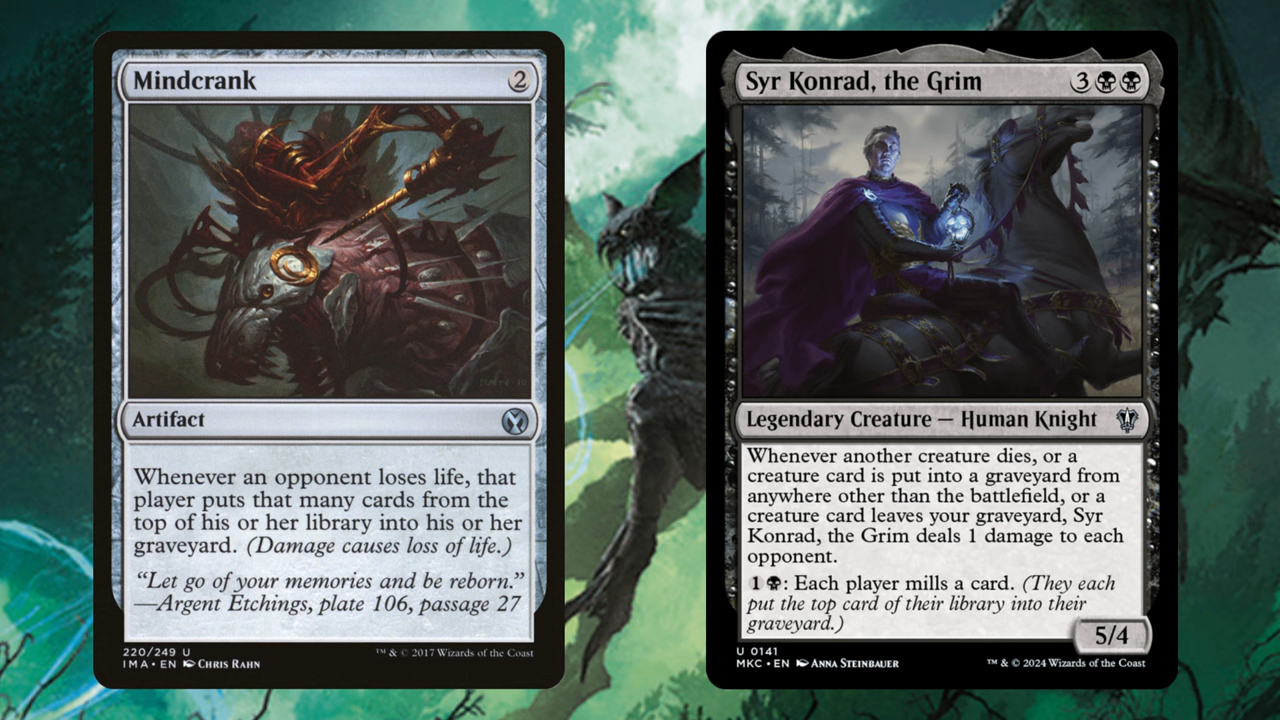 Mindcrank 2
Artifact
Whenever an opponent loses life, that
player puts that many cards from the
top of his or her library into his or her
graveyard. (Damage causes loss of life.)
“Let go of your memories and be reborn.”
—Argent Etchings, plate 106, passage 27
220/249 U
IMA • EN Chris Rahn
™ & © 2017 Wizards of the Coast
Syr Konrad, the Grim 3
Legendary Creature — Human Knight
Whenever another creature dies, or a
creature card is put into a graveyard from
anywhere other than the battlefield, or a
creature card leaves your graveyard, Syr
Konrad, the Grim deals 1 damage to each
opponent.
1 : Each player mills a card. (They each
put the top card of their library into their
graveyard.)
5/4
U 0141
MKC • EN Anna Steinbauer
™ & © 2024 Wizards of the Coast